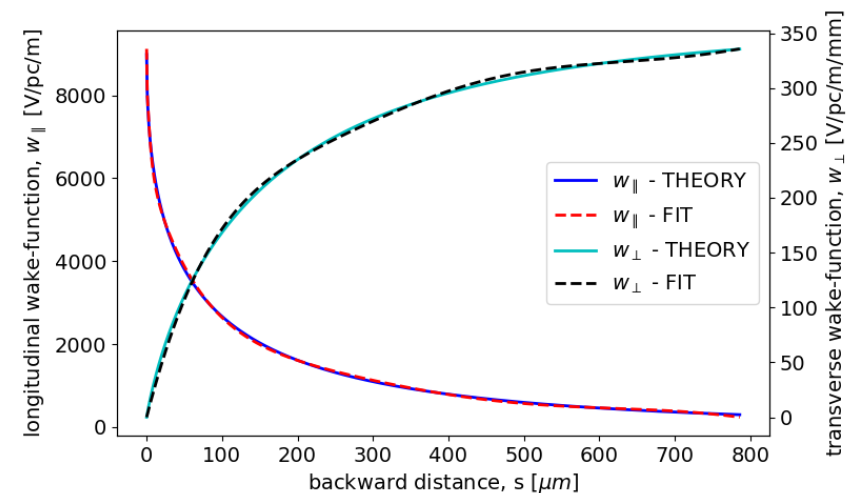 longitudinal wake-function, w∥ [V/pc/m]
8000
6000
4000
2000
0
350
300
250
200
150
100
50
0
transverse wake-function, w⊥ [V/pc/m/mm]
w∥ - THEORY
w∥ - FIT
w⊥ - THEORY
w⊥ - FIT
0 100 200 300 400 500 600 700 800
backward distance, s [μm]